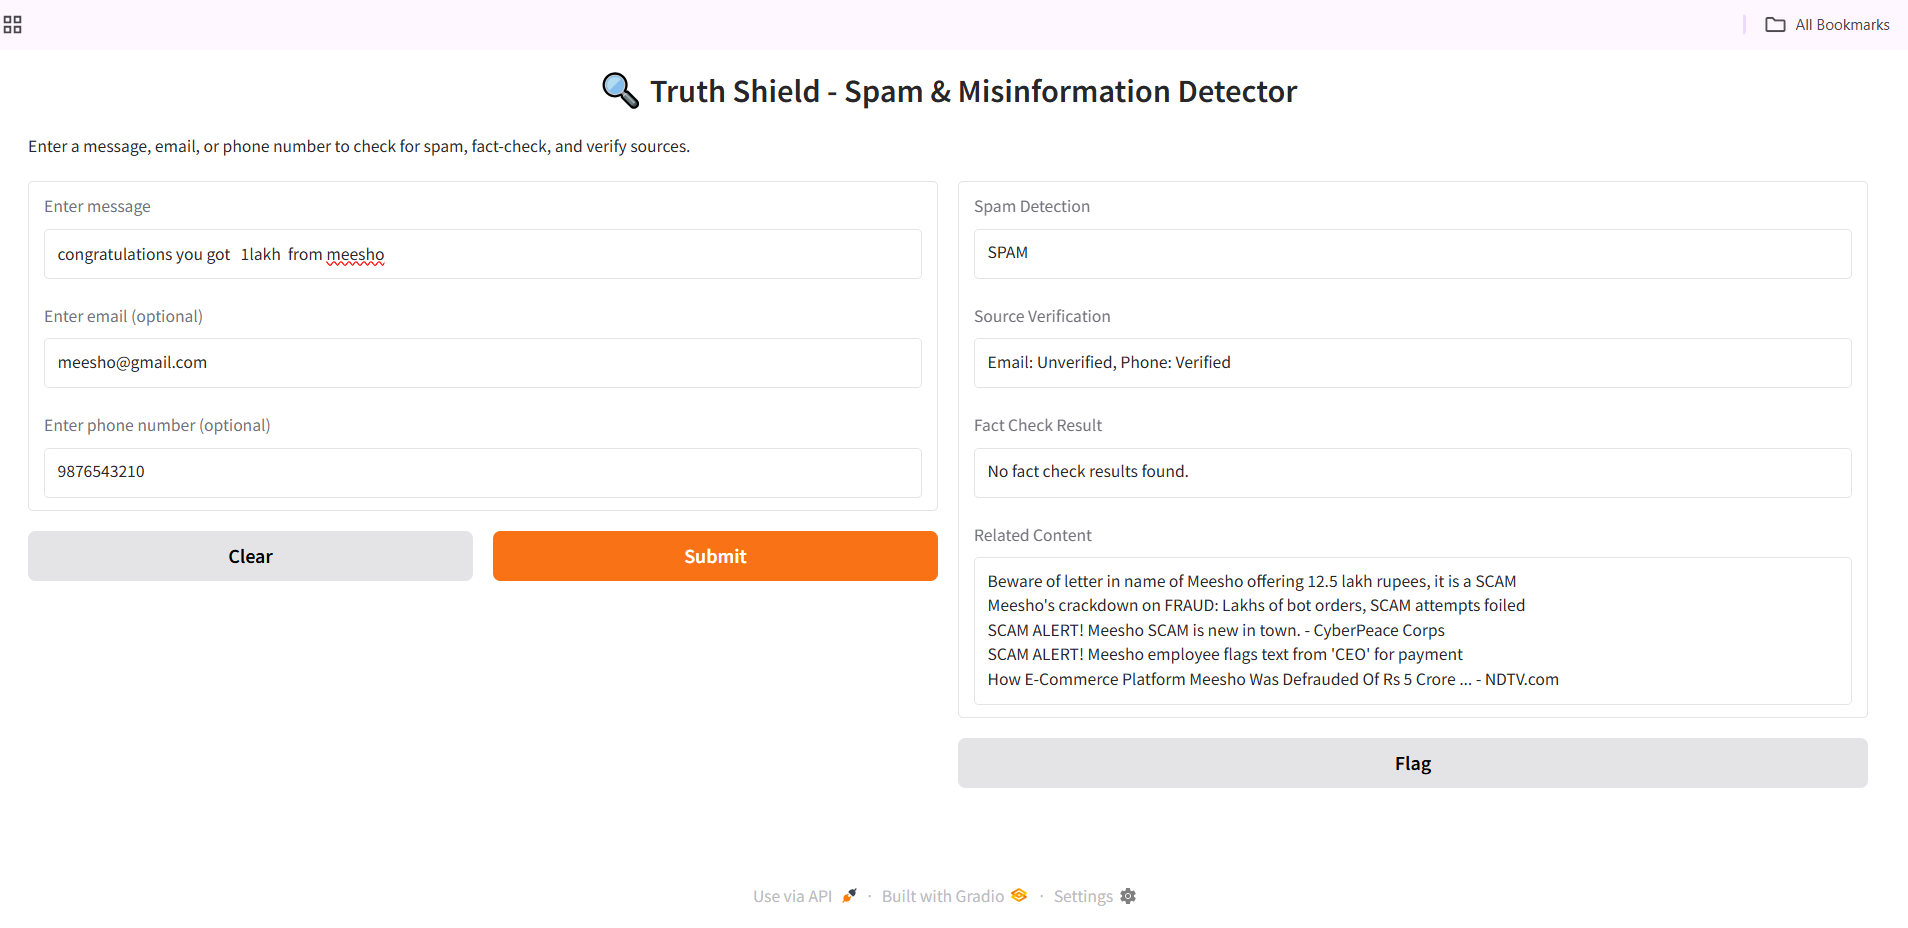 All Bookmarks
Truth Shield - Spam & Misinformation Detector
Enter a message, email, or phone number to check for spam, fact-check, and verify sources.
Enter message
congratulations you got   1lakh  from meesho
Enter email (optional)
meesho@gmail.com
Enter phone number (optional)
9876543210
Clear
Submit
Spam Detection
SPAM
Source Verification
Email: Unverified, Phone: Verified
Fact Check Result
No fact check results found.
Related Content
Beware of letter in name of Meesho offering 12.5 lakh rupees, it is a SCAM
Meesho's crackdown on FRAUD: Lakhs of bot orders, SCAM attempts foiled
SCAM ALERT! Meesho SCAM is new in town. - CyberPeace Corps
SCAM ALERT! Meesho employee flags text from 'CEO' for payment
How E-Commerce Platform Meesho Was Defrauded Of Rs 5 Crore ... - NDTV.com
Flag
Use via API · Built with Gradio · Settings